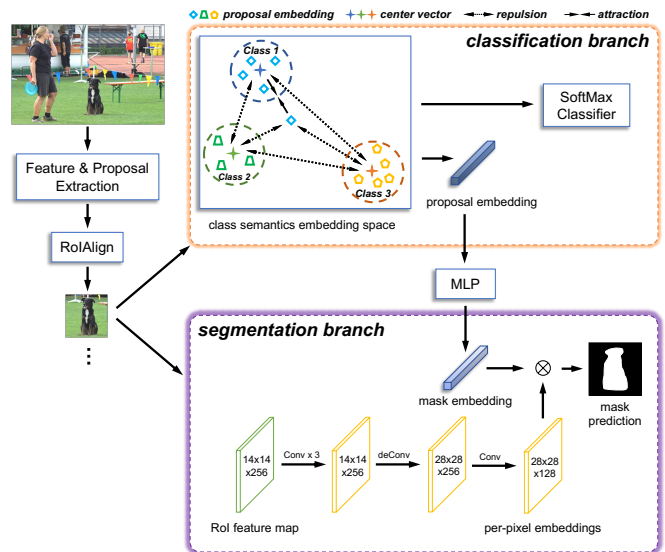 proposal embedding
center vector
repulsion
attraction
classification branch
Class 1
Class 2
Class 3
class semantics embedding space
SoftMax
Classifier
proposal embedding
Feature & Proposal
Extraction
RoIAlign
MLP
segmentation branch
mask embedding
mask
prediction
14x14
x256
Conv x 3
14x14
x256
deConv
28x28
x256
Conv
28x28
x128
RoI feature map
per-pixel embeddings